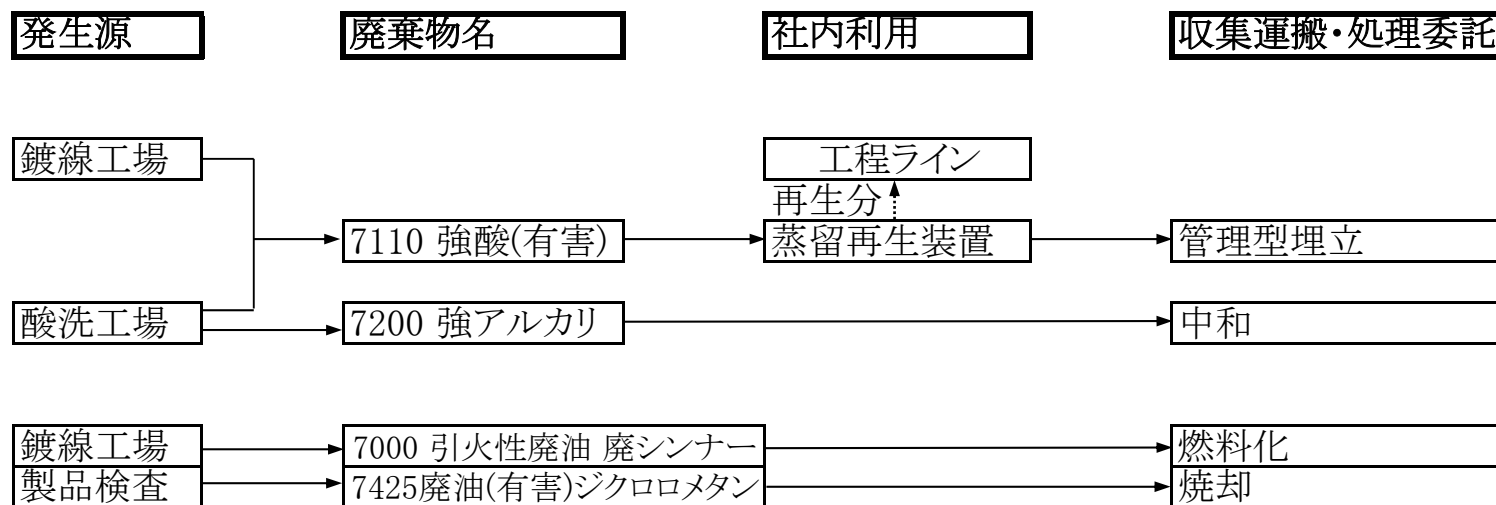 発生源 廃棄物名 社内利用 収集運搬・処理委託
鍍線工場 工程ライン
再生分
7110 強酸(有害) 蒸留再生装置 管理型埋立
酸洗工場 7200 強アルカリ 中和
鍍線工場 7000 引火性廃油 廃シンナー 燃料化
製品検査 7425廃油(有害)ジクロロメタン 焼却